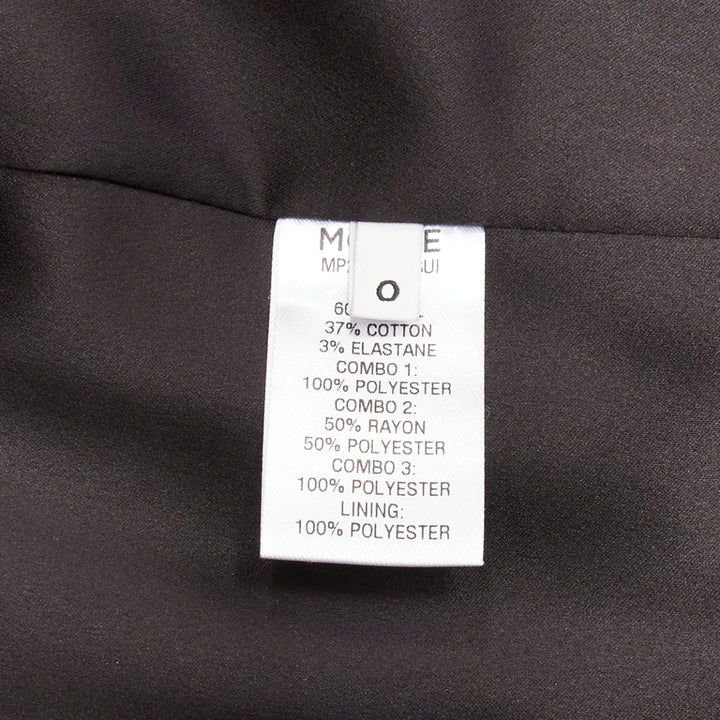 O
37% COTTON
3% ELASTANE
COMBO 1:
100% POLYESTER
COMBO 2:
50% RAYON
50% POLYESTER
COMBO 3:
100% POLYESTER
LINING:
100% POLYESTER